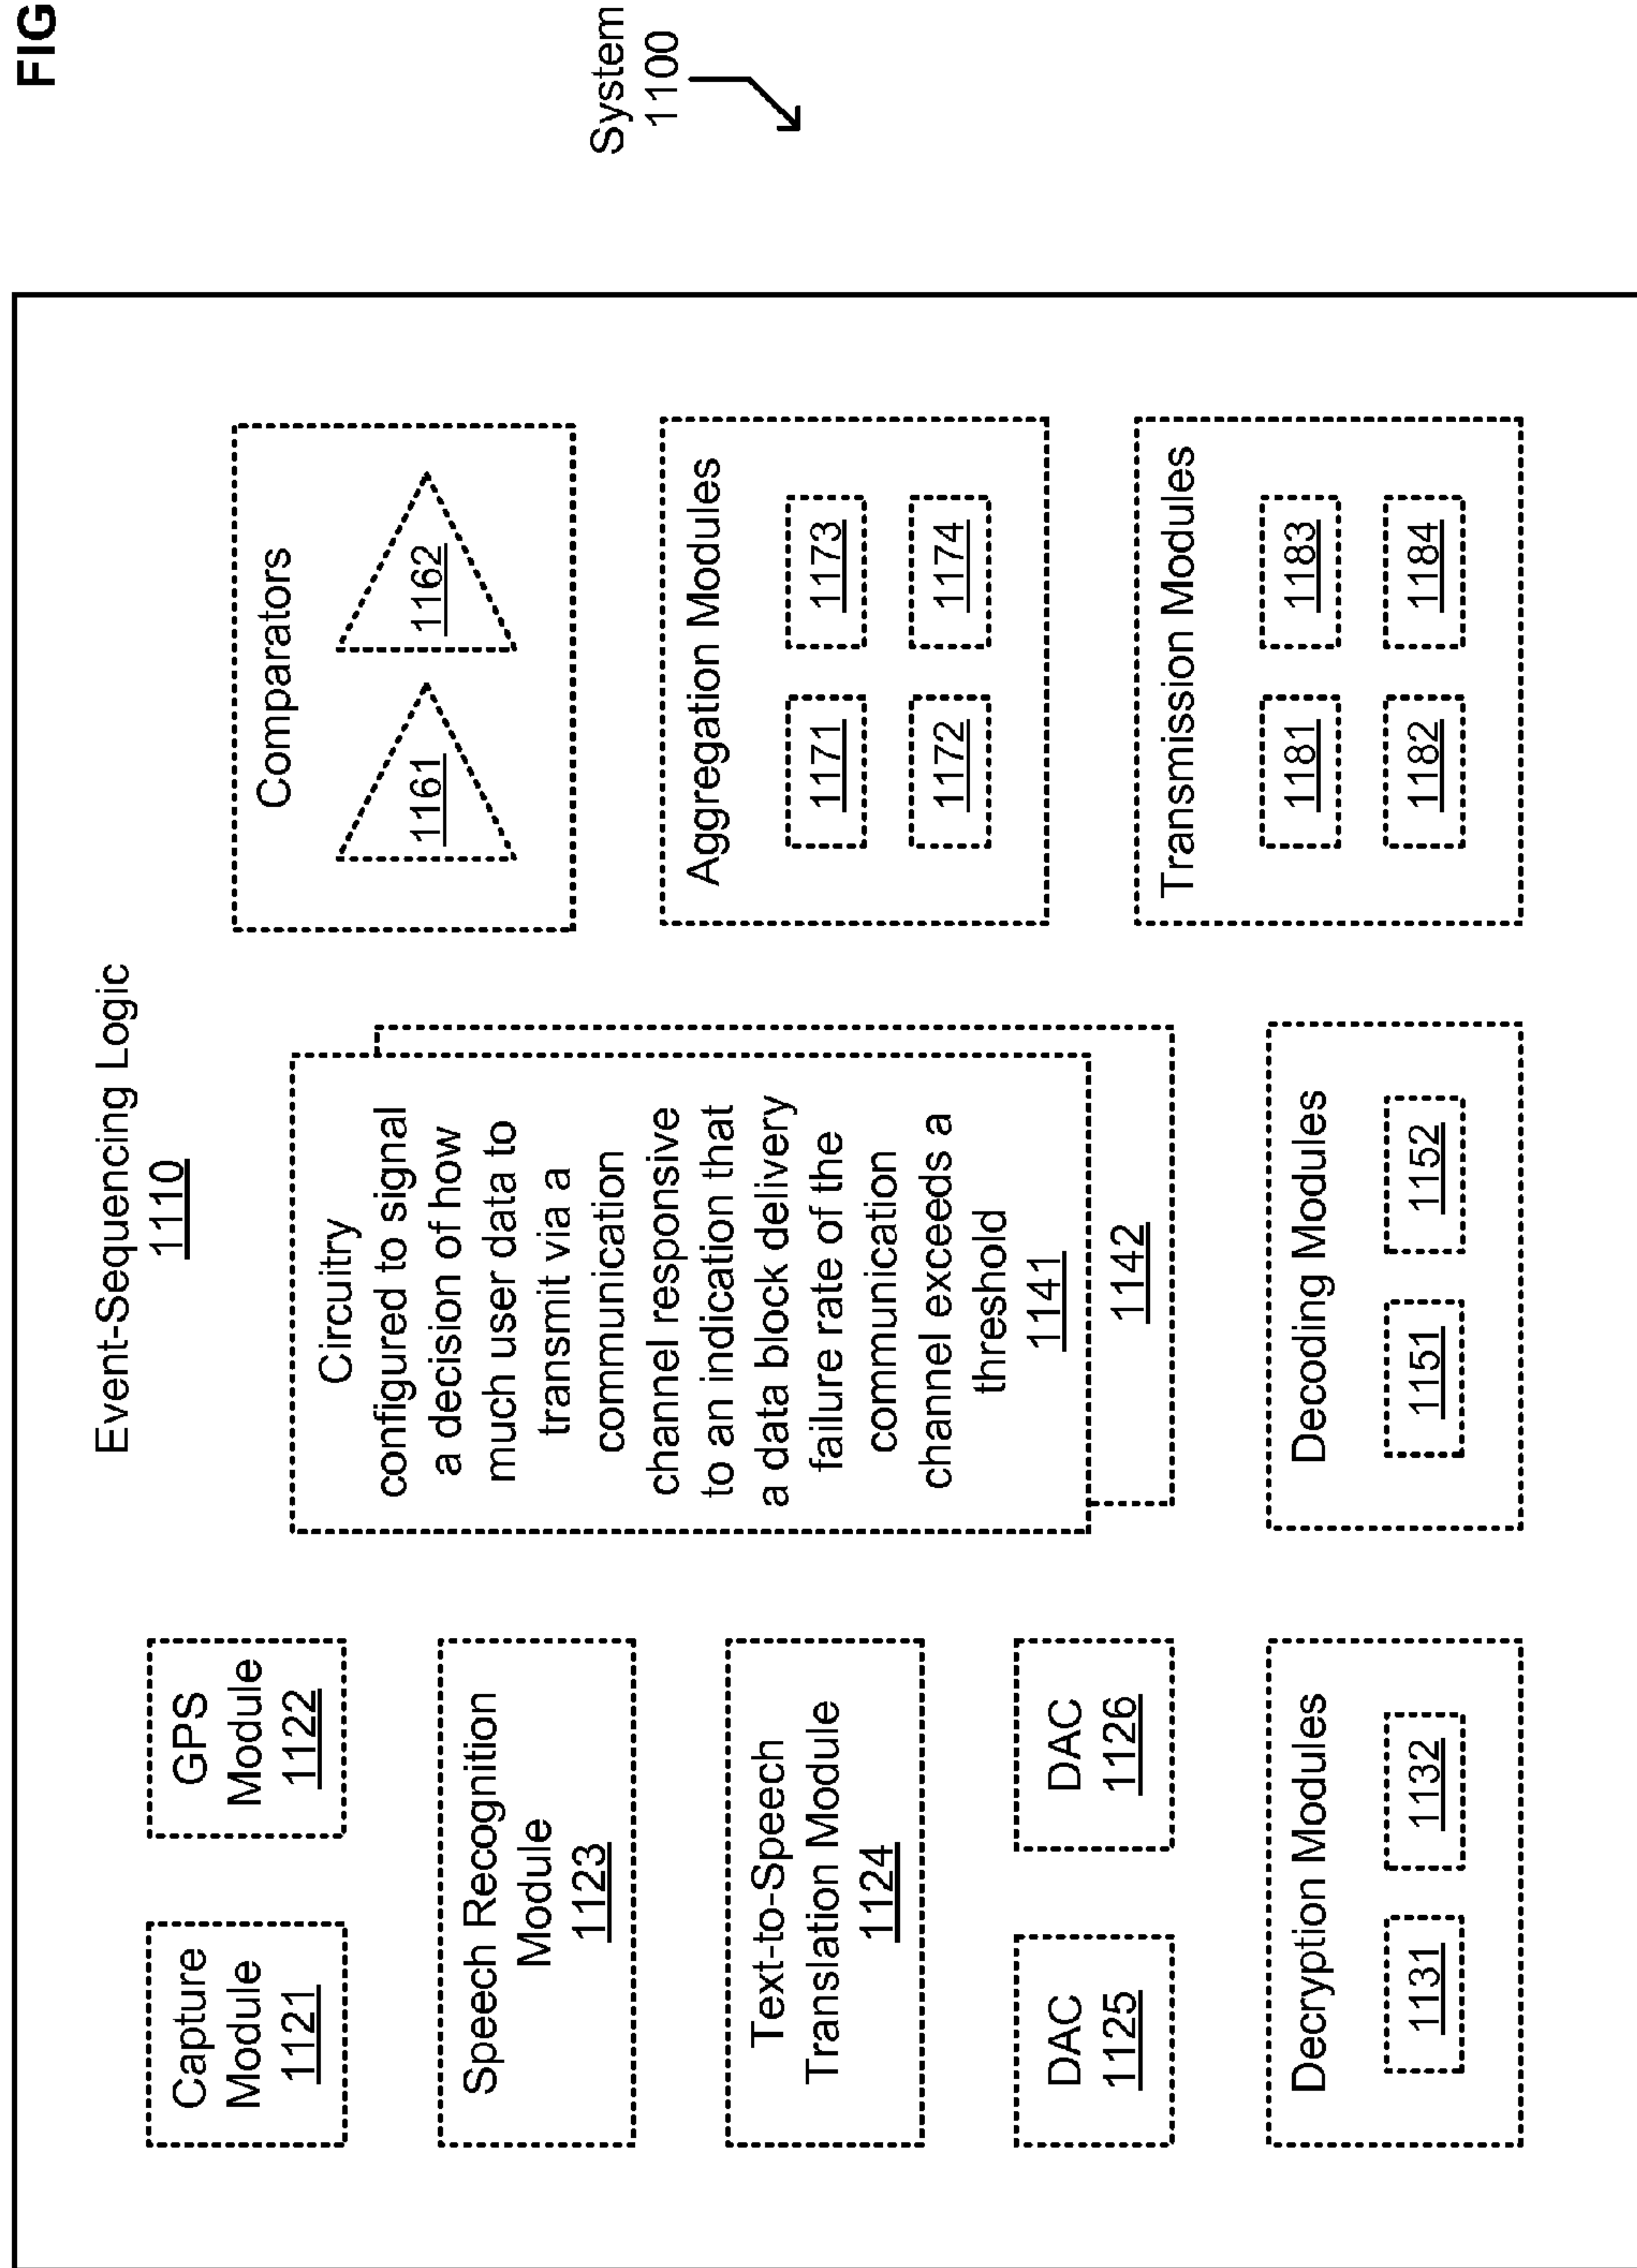 FIG
System
1100
Event-Sequencing Logic
1110
Capture
Module
1121
GPS
Module
1122
Speech Recognition
Module
1123
Text-to-Speech
Translation Module
1124
DAC
1125
DAC
1126
Decryption Modules
1131
1132
Circuitry
configured to signal
a decision of how
much user data to
transmit via a
communication
channel responsive
to an indication that
a data block delivery
failure rate of the
communication
channel exceeds a
threshold
1141
1142
Decoding Modules
1151
1152
Comparators
1161
1162
Aggregation Modules
1171
1173
1172
1174
Transmission Modules
1181
1183
1182
1184